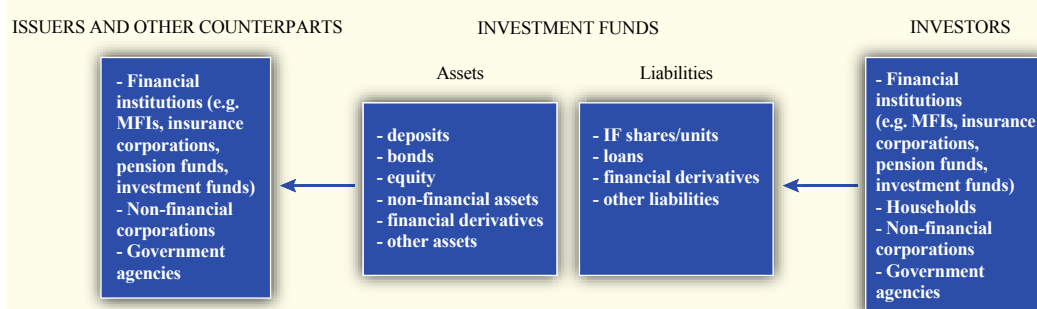 ISSUERS AND OTHER COUNTERPARTS
- Financial
institutions (e.g.
MFIs, insurance
corporations,
pension funds,
investment funds)
- Non-financial
corporations
- Government
agencies
INVESTMENT FUNDS
Assets
- deposits
- bonds
- equity
- non-financial assets
- financial derivatives
- other assets
Liabilities
- IF shares/units
- loans
- financial derivatives
- other liabilities
INVESTORS
- Financial
institutions
(e.g. MFIs, insurance
corporations,
pension funds,
investment funds)
- Households
- Non-financial
corporations
- Government
agencies